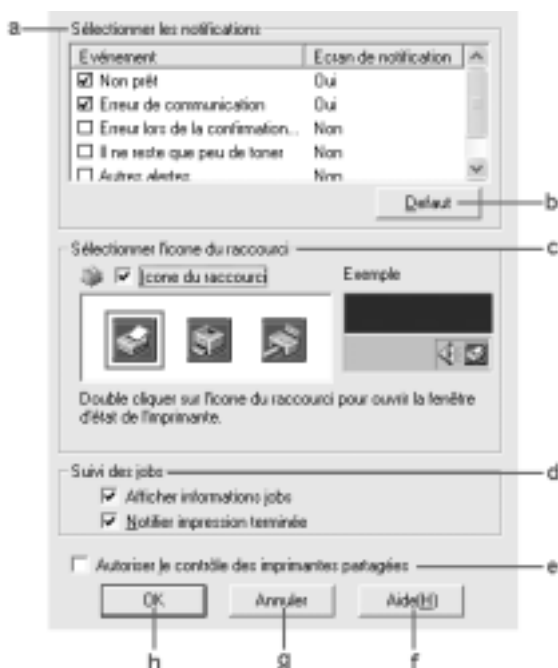 a Sélectionner les notifications
Evénement Ecran de notification
Non prêt Oui
Erreur de communication Oui
Erreur lors de la confirmation... Non
Il ne reste que peu de toner Non
Autres alertes Non
Defaut b
Sélectionner l'icone du raccourci c
Icone du raccourci Exemple
Double cliquer sur l'icone du raccourci pour ouvrir la fenêtre
d'état de l'imprimante.
Suivi des jobs d
Afficher informations jobs
Notifier impression terminée
Autoriser le contrôle des imprimantes partagées e
OK Annuler Aide(H)
h g f